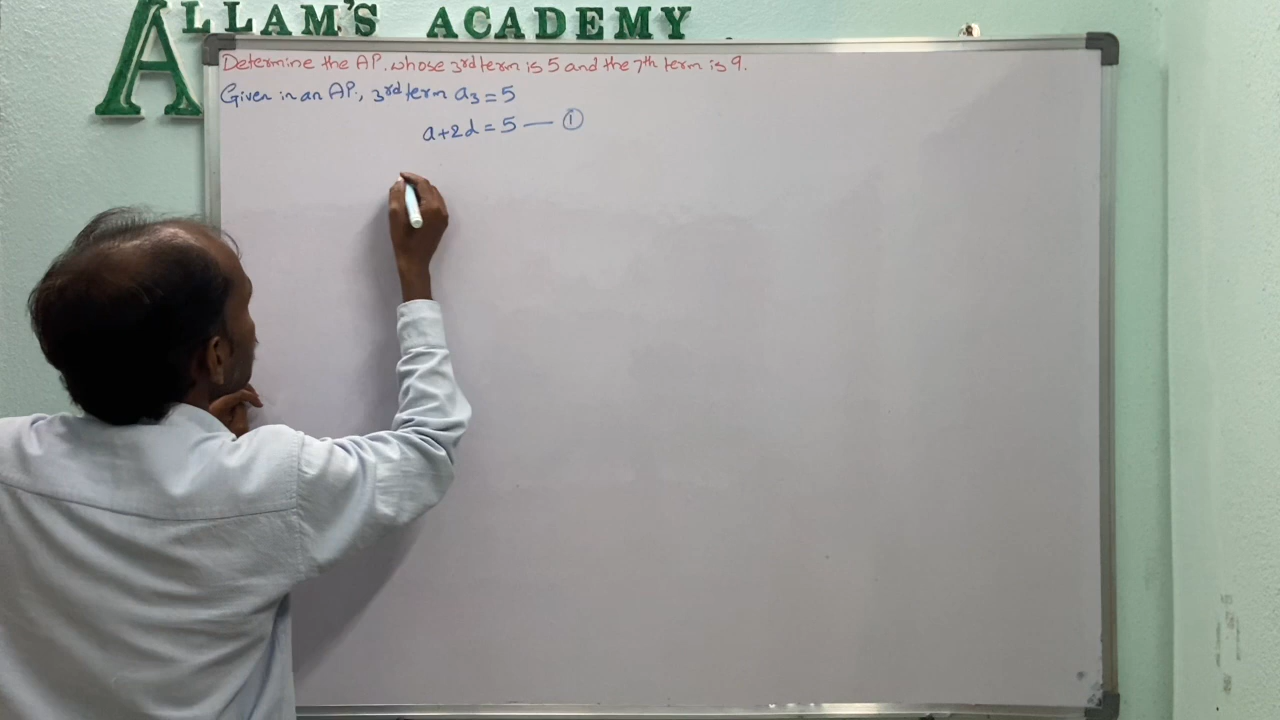 ALLAM'S ACADEMY
Determine the AP. whose 3rd term is 5 and the 7th term is 9.
Given in an AP., 3rd term a₃ = 5
a+2d = 5 — ①